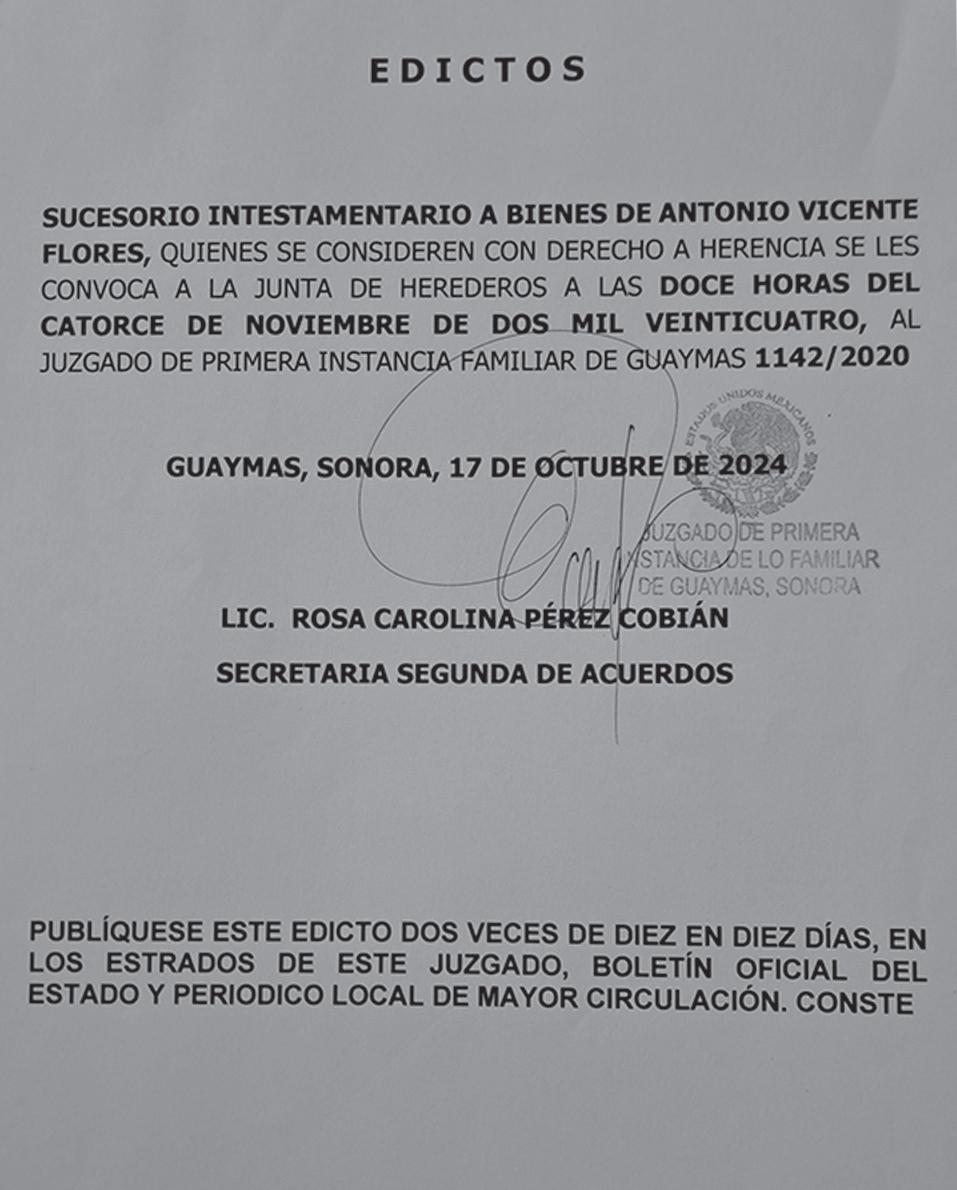 EDICTOS
SUCESORIO INTESTAMENTARIO A BIENES DE ANTONIO VICENTE
FLORES, QUIENES SE CONSIDEREN CON DERECHO A HERENCIA SE LES
CONVOCA A LA JUNTA DE HEREDEROS A LAS DOCE HORAS DEL
CATORCE DE NOVIEMBRE DE DOS MIL VEINTICUATRO, AL
JUZGADO DE PRIMERA INSTANCIA FAMILIAR DE GUAYMAS 1142/2020
ESTADOS UNIDOS MEXICANOS
GUAYMAS, SONORA, 17 DE OCTUBRE DE 2024
JUZGADO DE PRIMERA
NSTANCIA DE LO FAMILIAR
DE GUAYMAS, SONORA
LIC. ROSA CAROLINA PÉREZ COBIÁN
SECRETARIA SEGUNDA DE ACUERDOS
PUBLÍQUESE ESTE EDICTO DOS VECES DE DIEZ EN DIEZ DÍAS, EN
LOS ESTRADOS DE ESTE JUZGADO, BOLETÍN OFICIAL DEL
ESTADO Y PERIODICO LOCAL DE MAYOR CIRCULACIÓN. CONSTE